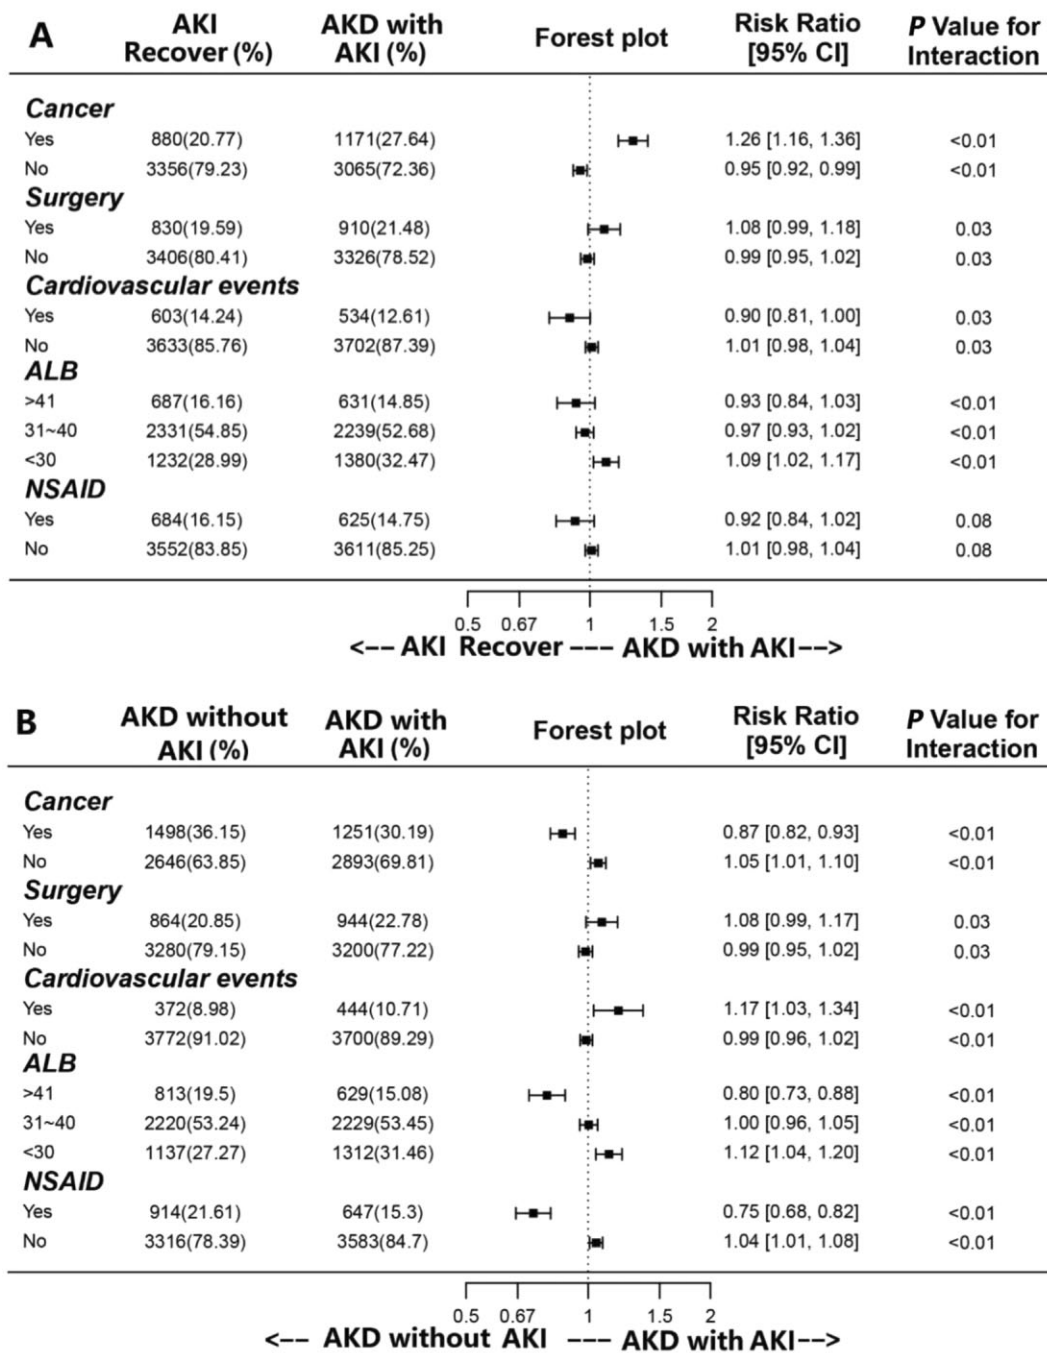 A AKI Recover (%) AKD with AKI (%) Forest plot Risk Ratio [95% CI] P Value for Interaction
Cancer
Yes 880(20.77) 1171(27.64) 1.26 [1.16, 1.36] <0.01
No 3356(79.23) 3065(72.36) 0.95 [0.92, 0.99] <0.01
Surgery
Yes 830(19.59) 910(21.48) 1.08 [0.99, 1.18] 0.03
No 3406(80.41) 3326(78.52) 0.99 [0.95, 1.02] 0.03
Cardiovascular events
Yes 603(14.24) 534(12.61) 0.90 [0.81, 1.00] 0.03
No 3633(85.76) 3702(87.39) 1.01 [0.98, 1.04] 0.03
ALB
>41 687(16.16) 631(14.85) 0.93 [0.84, 1.03] <0.01
31~40 2331(54.85) 2239(52.68) 0.97 [0.93, 1.02] <0.01
<30 1232(28.99) 1380(32.47) 1.09 [1.02, 1.17] <0.01
NSAID
Yes 684(16.15) 625(14.75) 0.92 [0.84, 1.02] 0.08
No 3552(83.85) 3611(85.25) 1.01 [0.98, 1.04] 0.08
0.5 0.67 1 1.5 2
<-- AKI Recover --- AKD with AKI-->
B AKD without AKI (%) AKD with AKI (%) Forest plot Risk Ratio [95% CI] P Value for Interaction
Cancer
Yes 1498(36.15) 1251(30.19) 0.87 [0.82, 0.93] <0.01
No 2646(63.85) 2893(69.81) 1.05 [1.01, 1.10] <0.01
Surgery
Yes 864(20.85) 944(22.78) 1.08 [0.99, 1.17] 0.03
No 3280(79.15) 3200(77.22) 0.99 [0.95, 1.02] 0.03
Cardiovascular events
Yes 372(8.98) 444(10.71) 1.17 [1.03, 1.34] <0.01
No 3772(91.02) 3700(89.29) 0.99 [0.96, 1.02] <0.01
ALB
>41 813(19.5) 629(15.08) 0.80 [0.73, 0.88] <0.01
31~40 2220(53.24) 2229(53.45) 1.00 [0.96, 1.05] <0.01
<30 1137(27.27) 1312(31.46) 1.12 [1.04, 1.20] <0.01
NSAID
Yes 914(21.61) 647(15.3) 0.75 [0.68, 0.82] <0.01
No 3316(78.39) 3583(84.7) 1.04 [1.01, 1.08] <0.01
0.5 0.67 1 1.5 2
<-- AKD without AKI --- AKD with AKI-->